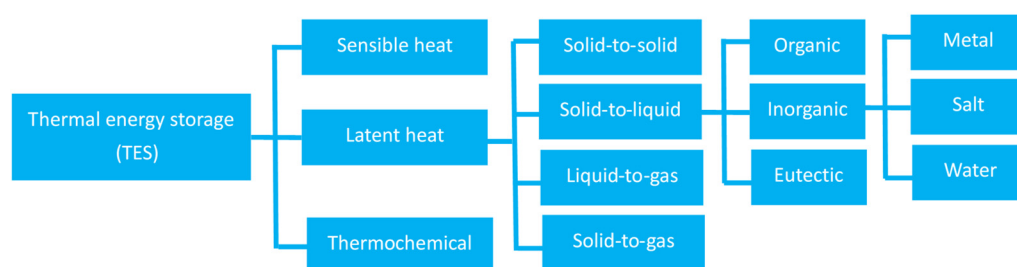 Thermal energy storage
(TES)
Sensible heat
Latent heat
Thermochemical
Solid-to-solid
Solid-to-liquid
Liquid-to-gas
Solid-to-gas
Organic
Inorganic
Eutectic
Metal
Salt
Water